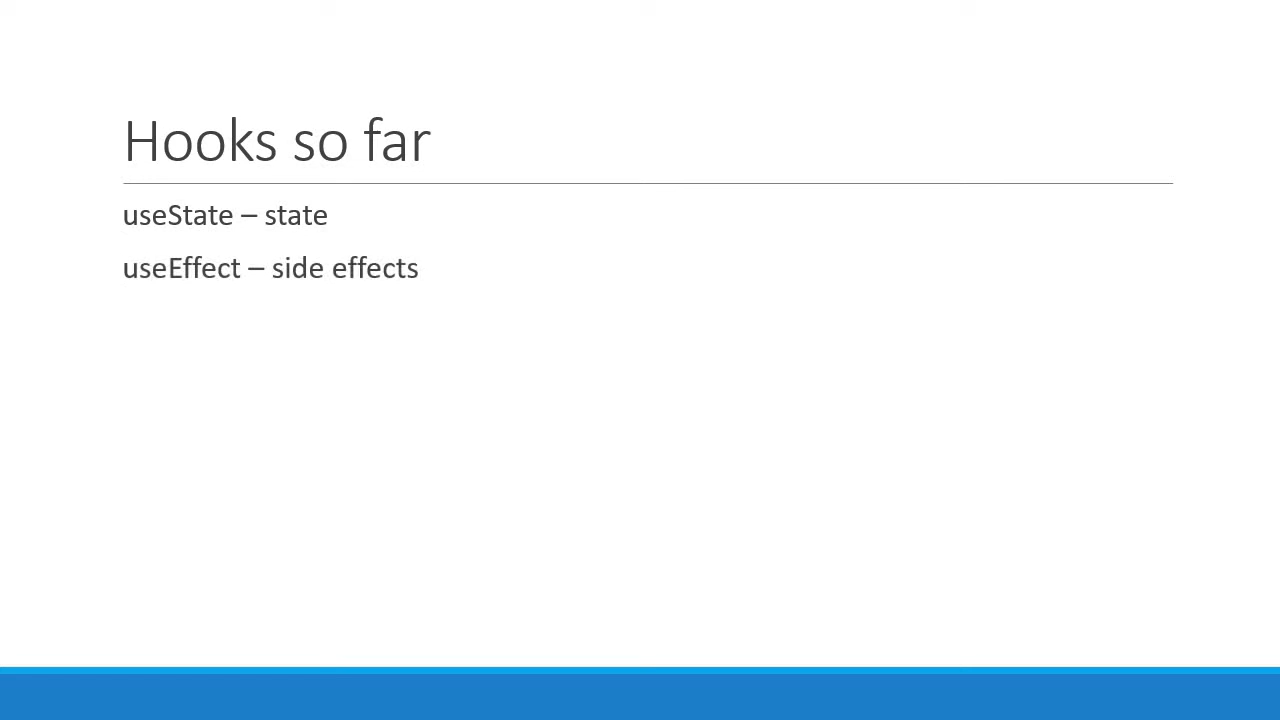 Hooks so far
useState – state
useEffect – side effects